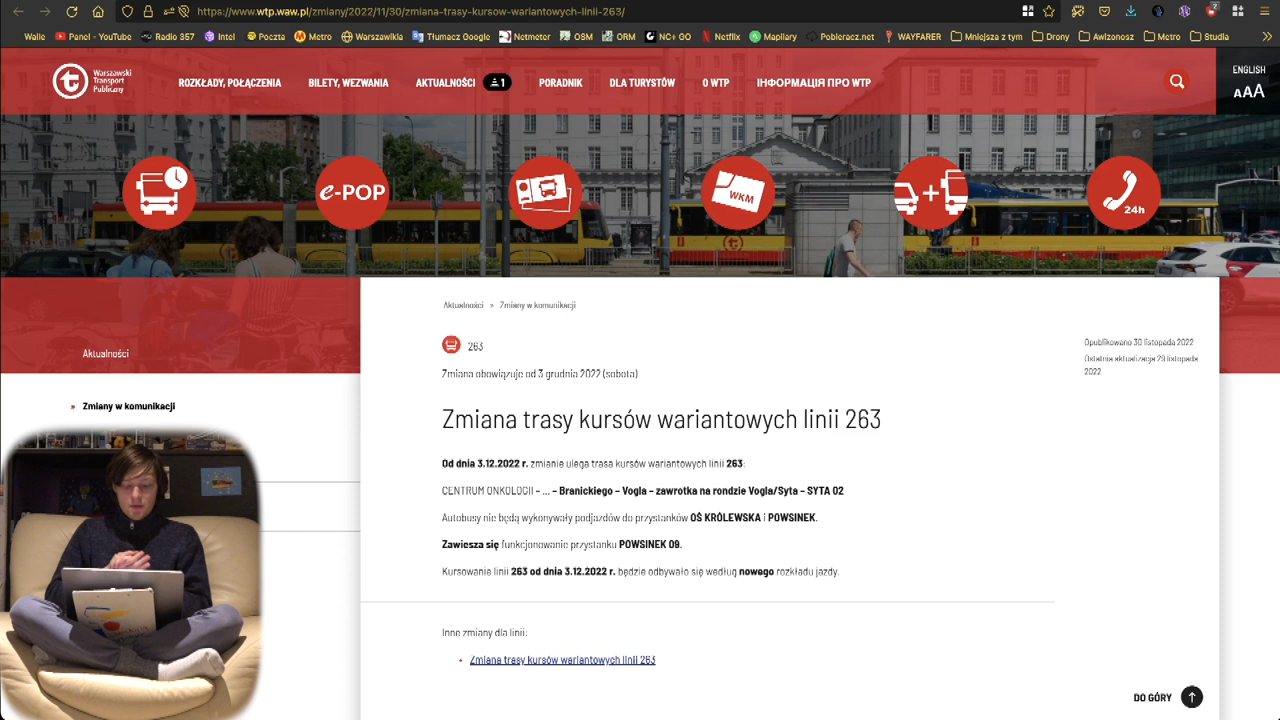 https://www.wtp.waw.pl/zmiany/2022/11/30/zmiana-trasy-kursow-wariantowych-linii-263/
Walle Panel - YouTube Radio 357 Intel Poczta Metro Warszawikia Tłumacz Google Netmeter OSM ORM NC+ GO Netflix Mapilary Pobleracz.net WAYFARER Mniejsza z tym Drony Awizonosz Metro Studia
Warszawski
Transport
Publiczny
ROZKŁADY, POŁĄCZENIA BILETY, WEZWANIA AKTUALNOŚCI 1 PORADNIK DLA TURYSTÓW O WTP ІНФОРМАЦІЯ ПРО WTP
ENGLISH
AAA
e-POP
WKM
24h
Aktualności » Zmiany w komunikacji
263
Opublikowano 30 listopada 2022
Ostatnia aktualizacja 29 listopada
2022
Aktualności
Zmiana obowiązuje od 3 grudnia 2022 (sobota)
» Zmiany w komunikacji
Zmiana trasy kursów wariantowych linii 263
Od dnia 3.12.2022 r. zmianie ulega trasa kursów wariantowych linii 263:
CENTRUM ONKOLOGII – … – Branickiego – Vogla – zawrotka na rondzie Vogla/Syta – SYTA 02
Autobusy nie będą wykonywały podjazdów do przystanków OŚ KRÓLEWSKA i POWSINEK.
Zawiesza się funkcjonowanie przystanku POWSINEK 09.
Kursowanie linii 263 od dnia 3.12.2022 r. będzie odbywało się według nowego rozkładu jazdy.
Inne zmiany dla linii:
Zmiana trasy kursów wariantowych linii 263
DO GÓRY